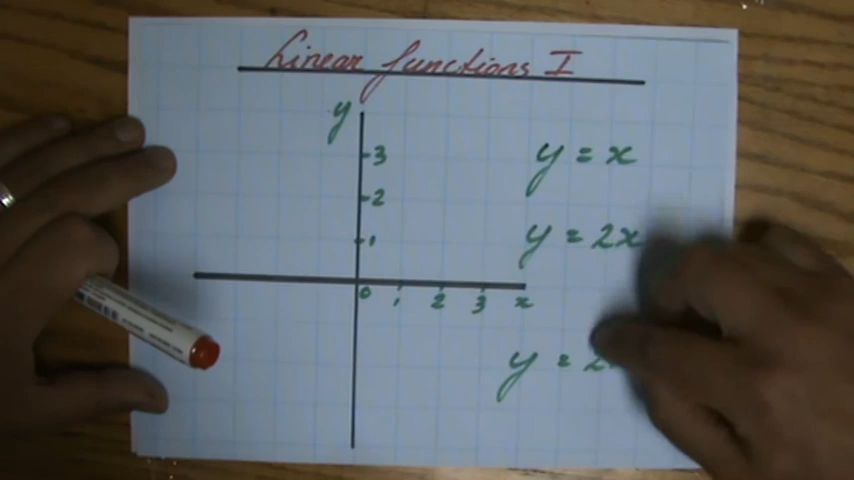 Linear functions I
y
3
2
1
0 1 2 3 x
y = x
y = 2x
y =